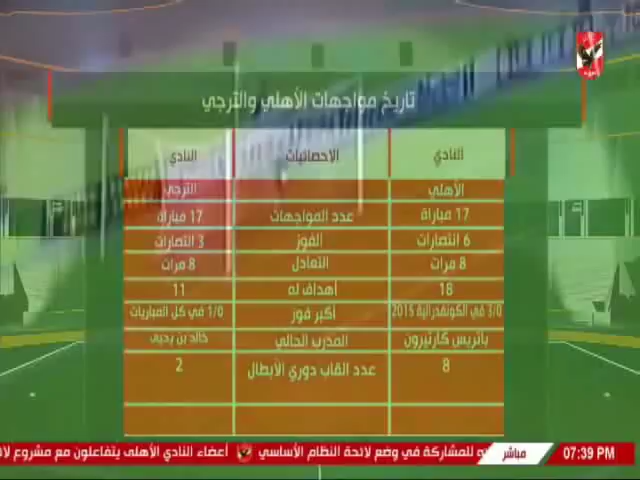 تاريخ مواجهات الأهلي والترجي
النادي الإحصائيات النادي
الأهلي الترجي
17 مباراة عدد المواجهات 17 مباراة
6 انتصارات الفوز 3 انتصارات
8 مرات التعادل 8 مرات
18 أهداف له 11
3/0 في الكونفدرالية 2015 أكبر فوز 1/0 في كل المباريات
باتريس كارتيرون المدرب الحالي خالد بن يحيى
8 عدد القاب دوري الأبطال 2
07:39 PM مباشر للمشاركة في وضع لائحة النظام الأساسي أعضاء النادي الأهلى يتفاعلون مع مشروع